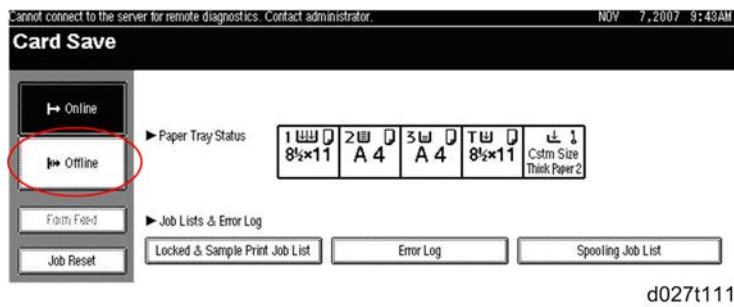 Cannot connect to the server for remote diagnostics. Contact administrator. NOV 7,2007 9:43AM
Card Save
Online
▶ Paper Tray Status
1 2 3 T
8½×11 A 4 A 4 8½×11 Cstm Size
Thick Paper 2
Offline
Form Feed
▶ Job Lists & Error Log
Locked & Sample Print Job List Error Log Spooling Job List
Job Reset
d027t111